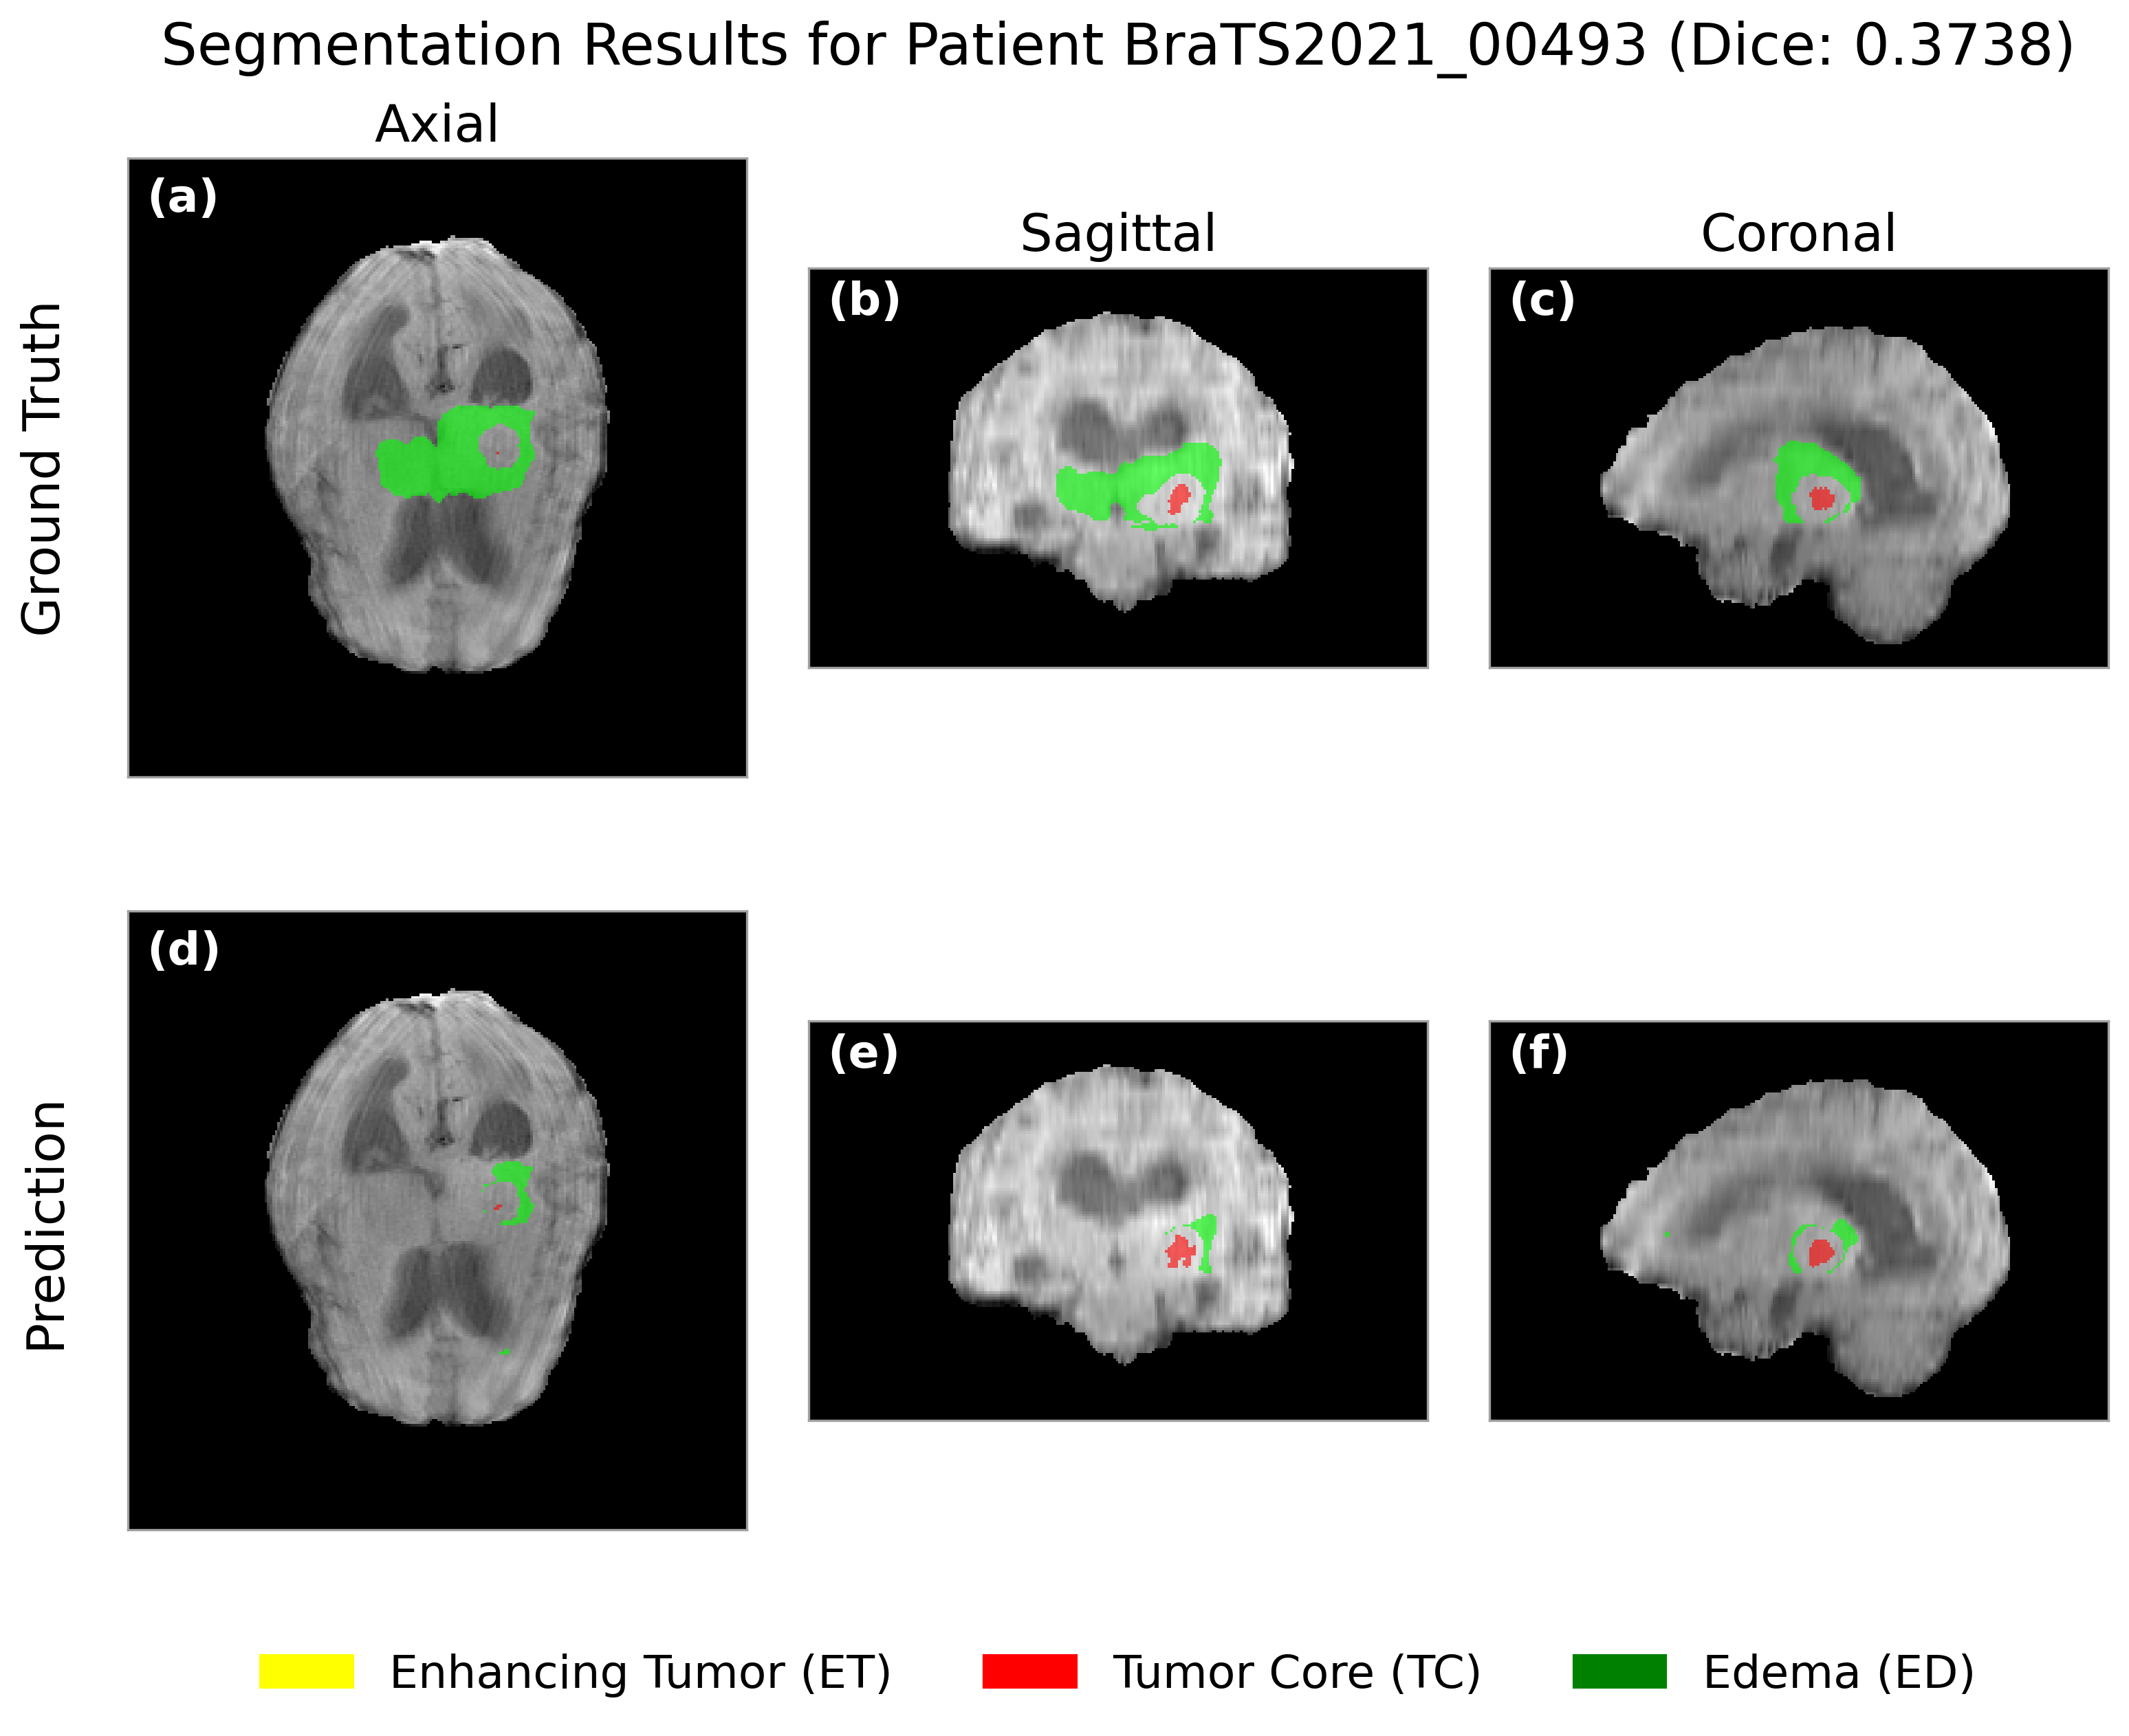 Segmentation Results for Patient BraTS2021_00493 (Dice: 0.3738)
Axial
Sagittal
Coronal
Ground Truth
(a)
(b)
(c)
Prediction
(d)
(e)
(f)
Enhancing Tumor (ET)
Tumor Core (TC)
Edema (ED)